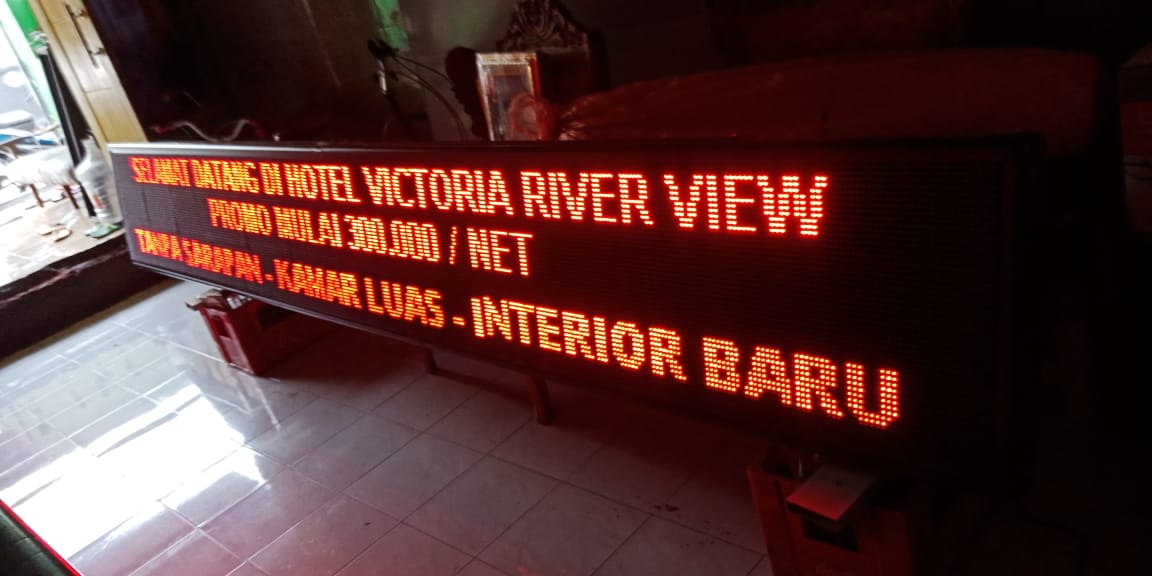 SELAMAT DATANG DI HOTEL VICTORIA RIVER VIEW
PROMO MULAI 300.000 / NET
TANPA SARAPAN - KAMAR LUAS - INTERIOR BARU